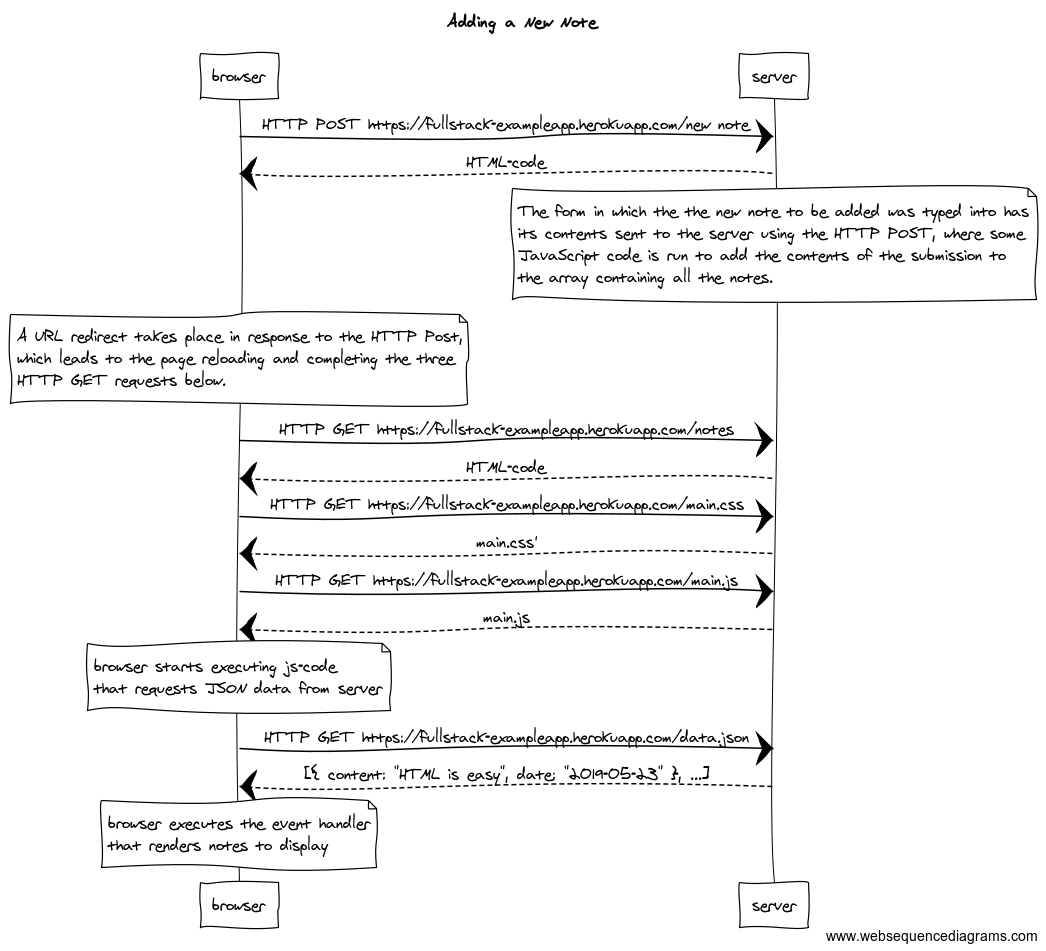 Adding a New Note
browser
server
HTTP POST https://fullstack-exampleapp.herokuapp.com/new note
HTML-code
The form in which the the new note to be added was typed into has
its contents sent to the server using the HTTP POST, where some
JavaScript code is run to add the contents of the submission to
the array containing all the notes.
A URL redirect takes place in response to the HTTP Post,
which leads to the page reloading and completing the three
HTTP GET requests below.
HTTP GET https://fullstack-exampleapp.herokuapp.com/notes
HTML-code
HTTP GET https://fullstack-exampleapp.herokuapp.com/main.css
main.css'
HTTP GET https://fullstack-exampleapp.herokuapp.com/main.js
main.js
browser starts executing js-code
that requests JSON data from server
HTTP GET https://fullstack-exampleapp.herokuapp.com/data.json
[{ content: "HTML is easy", date: "2019-05-23" }, ...]
browser executes the event handler
that renders notes to display
browser
server
www.websequencediagrams.com